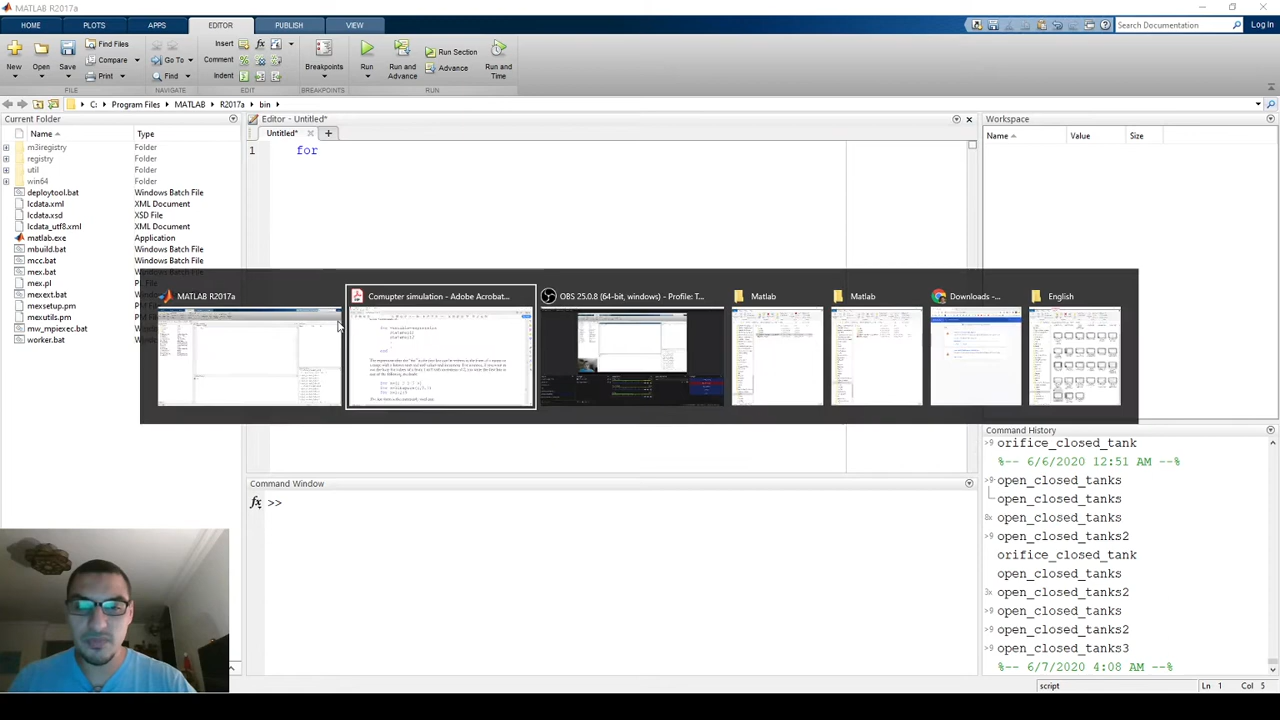 MATLAB R2017a
HOME PLOTS APPS EDITOR PUBLISH VIEW
Search Documentation Log In
New Open Save Find Files Compare Print
Go To Find
Insert fx
Comment %
Indent
Breakpoints
Run Run and Advance Run Section Advance Run and Time
FILE NAVIGATE EDIT BREAKPOINTS RUN
C: Program Files MATLAB R2017a bin
Current Folder
Name Type
m3iregistry Folder
registry Folder
util Folder
win64 Folder
deploytool.bat Windows Batch File
lcdata.xml XML Document
lcdata.xsd XSD File
lcdata_utf8.xml XML Document
matlab.exe Application
mbuild.bat Windows Batch File
mcc.bat
mex.bat
mex.pl
mexext.bat
mexsetup.pm
mexutils.pm
mw_mpiexec.bat
worker.bat
Editor - Untitled*
Untitled*
1 for
Workspace
Name Value Size
MATLAB R2017a
Comupter simulation - Adobe Acrobat...
OBS 25.0.8 (64-bit, windows) - Profile: T...
Matlab
Matlab
Downloads -...
English
Command Window
fx >>
Command History
orifice_closed_tank
%-- 6/6/2020 12:51 AM --%
open_closed_tanks
open_closed_tanks
8x open_closed_tanks
open_closed_tanks2
orifice_closed_tank
open_closed_tanks
3x open_closed_tanks2
open_closed_tanks
open_closed_tanks2
open_closed_tanks3
%-- 6/7/2020 4:08 AM --%
script Ln 1 Col 5